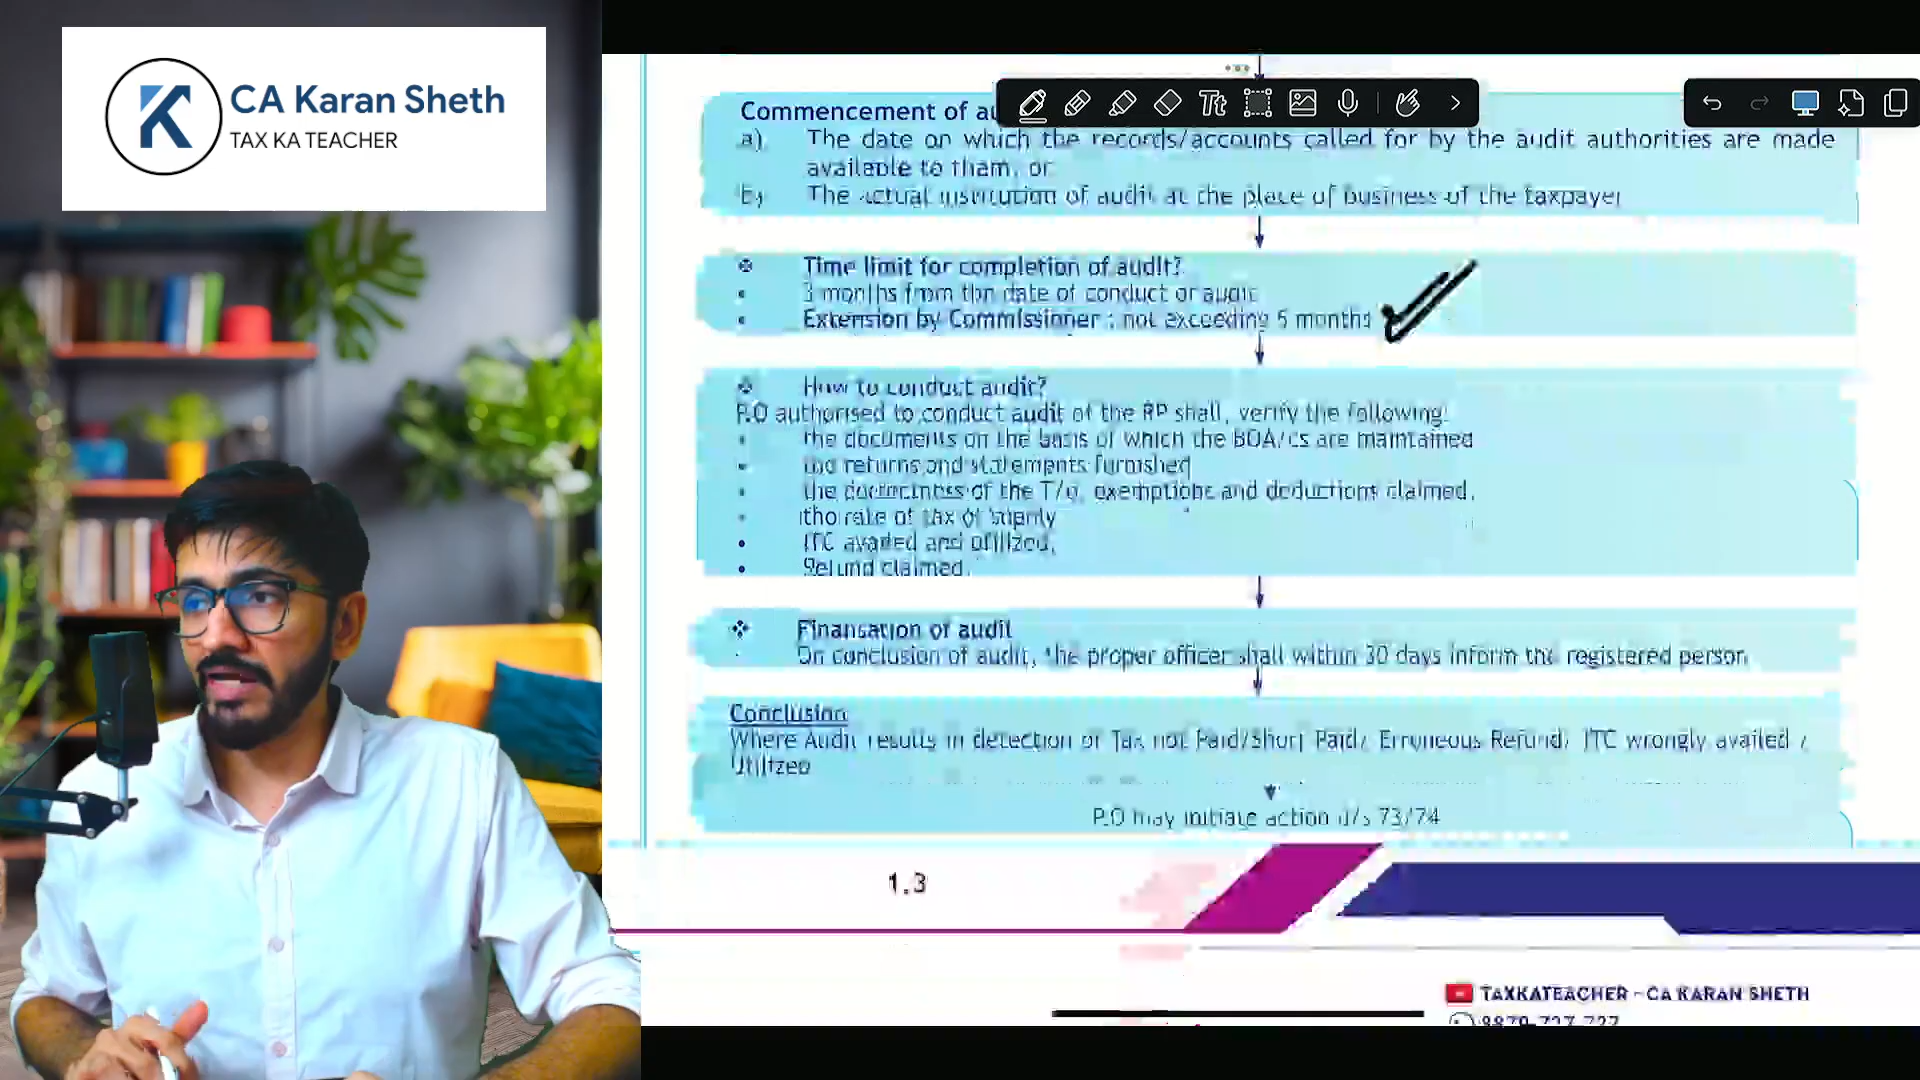 CA Karan Sheth
TAX KA TEACHER
Commencement of au
a). The date on which the records/accounts called for by the audit authorities are made
available to them, or
b) The actual institution of audit at the place of business of the taxpayer
Time limit for completion of audit?
3 months from the date of conduct of audit
Extension by Commissioner : not exceeding 6 months
How to conduct audit?
P.O authorised to conduct audit of the RP shall, verify the following:
the documents on the basis of which the BOA/cs are maintained
the returns and statements furnished
the correctness of the T/o, exemptions and deductions claimed,
the rate of tax of supply
ITC availed and utilized,
Refund claimed.
Finalisation of audit
On conclusion of audit, the proper officer shall within 30 days inform the registered person
Conclusion
Where Audit results in detection of Tax not Paid/Short Paid/ Erroneous Refund/ ITC wrongly availed /
Utilized
P.O may initiate action u/s 73/74
1.3
TAXKATEACHER - CA KARAN SHETH